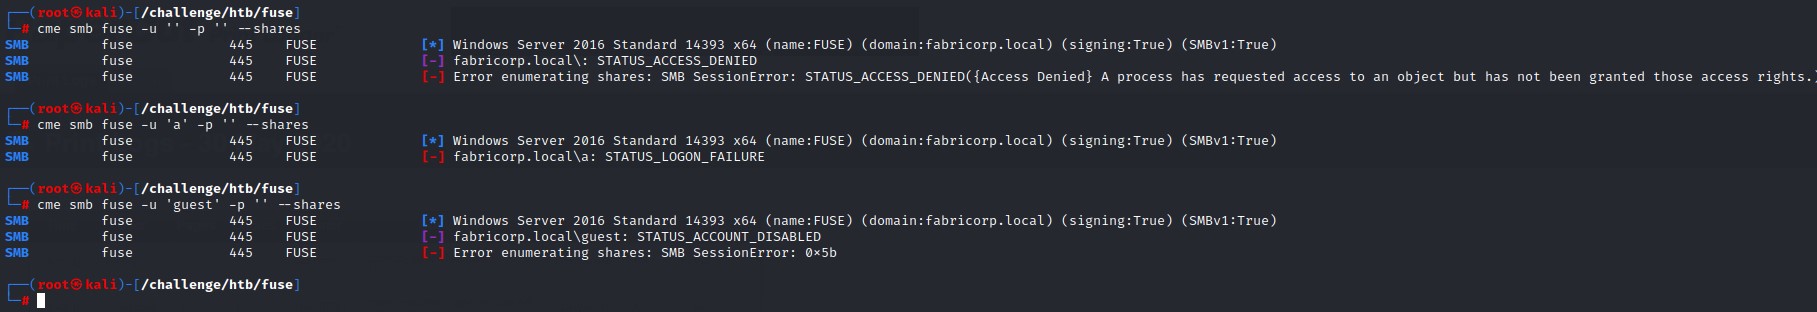 ┌──(root㉿kali)-[/challenge/htb/fuse]
└─# cme smb fuse -u '' -p '' --shares
SMB         fuse            445    FUSE             [*] Windows Server 2016 Standard 14393 x64 (name:FUSE) (domain:fabricorp.local) (signing:True) (SMBv1:True)
SMB         fuse            445    FUSE             [-] fabricorp.local\: STATUS_ACCESS_DENIED
SMB         fuse            445    FUSE             [-] Error enumerating shares: SMB SessionError: STATUS_ACCESS_DENIED({Access Denied} A process has requested access to an object but has not been granted those access rights.)
┌──(root㉿kali)-[/challenge/htb/fuse]
└─# cme smb fuse -u 'a' -p '' --shares
SMB         fuse            445    FUSE             [*] Windows Server 2016 Standard 14393 x64 (name:FUSE) (domain:fabricorp.local) (signing:True) (SMBv1:True)
SMB         fuse            445    FUSE             [-] fabricorp.local\a: STATUS_LOGON_FAILURE
┌──(root㉿kali)-[/challenge/htb/fuse]
└─# cme smb fuse -u 'guest' -p '' --shares
SMB         fuse            445    FUSE             [*] Windows Server 2016 Standard 14393 x64 (name:FUSE) (domain:fabricorp.local) (signing:True) (SMBv1:True)
SMB         fuse            445    FUSE             [-] fabricorp.local\guest: STATUS_ACCOUNT_DISABLED
SMB         fuse            445    FUSE             [-] Error enumerating shares: SMB SessionError: 0x5b
┌──(root㉿kali)-[/challenge/htb/fuse]
└─#